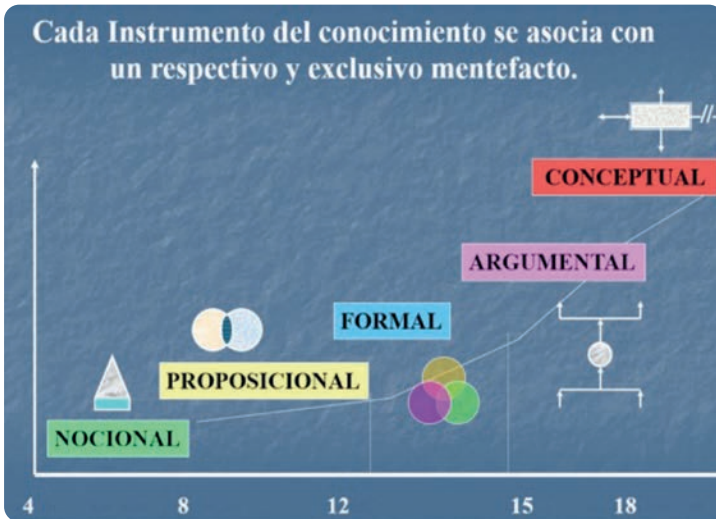 Cada Instrumento del conocimiento se asocia con
un respectivo y exclusivo mentefacto.
CONCEPTUAL
ARGUMENTAL
FORMAL
PROPOSICIONAL
NOCIONAL
4 8 12 15 18